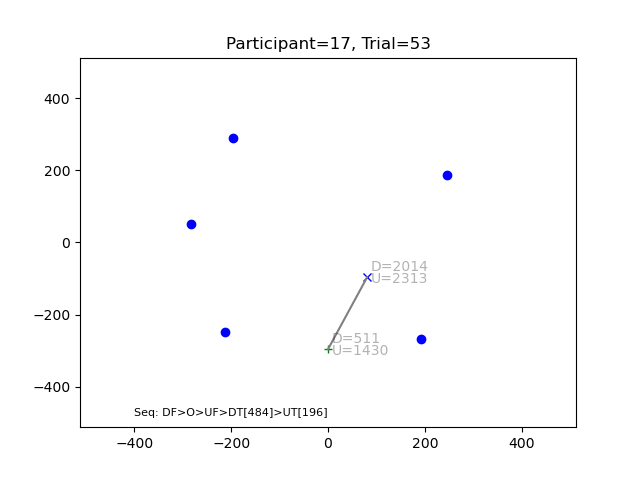 Participant=17, Trial=53
400
200
0
−200
−400
D=2014
U=2313
D=511
U=1430
Seq: DF>O>UF>DT[484]>UT[196]
−400 −200 0 200 400